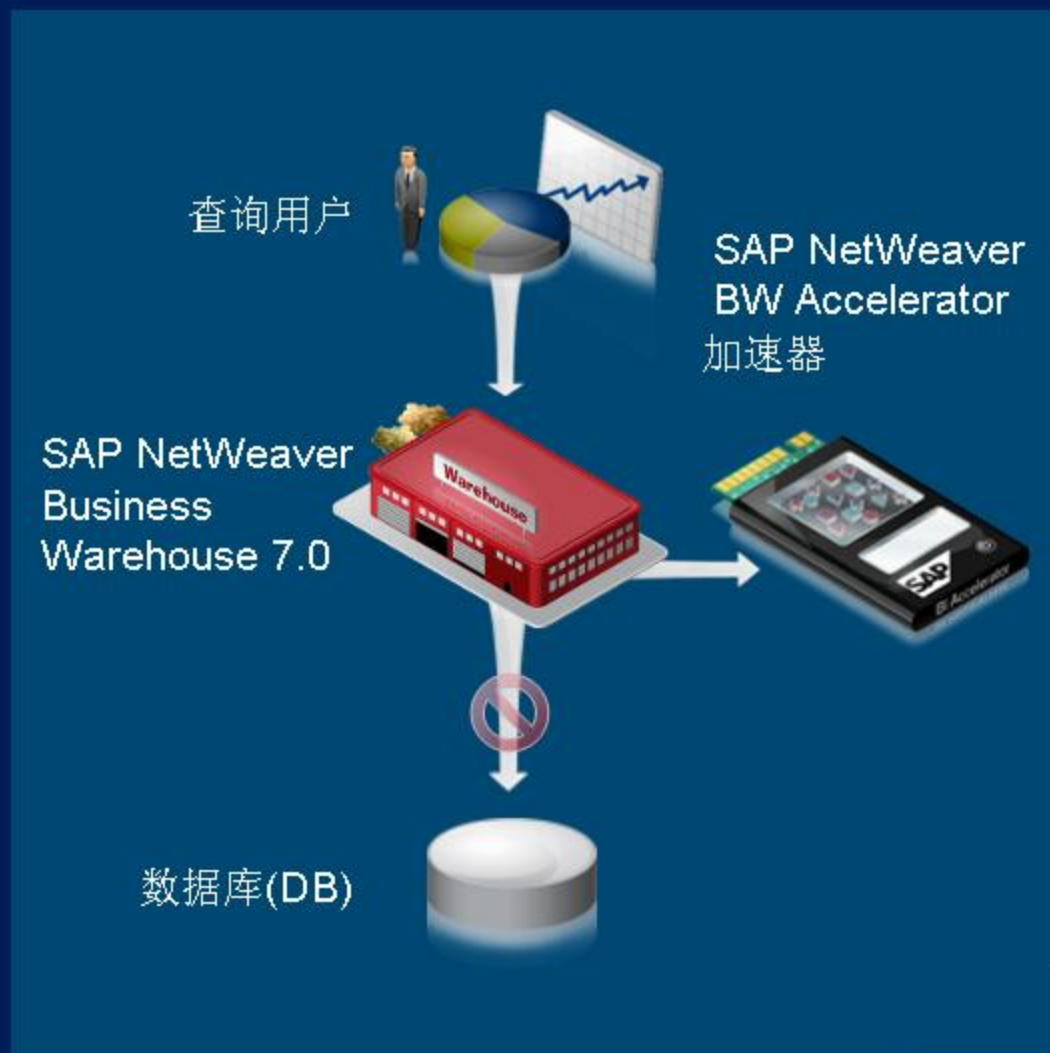 查询用户
SAP NetWeaver
BW Accelerator
加速器
SAP NetWeaver
Business
Warehouse 7.0
Warehouse
SAP
BI Accelerator
数据库(DB)